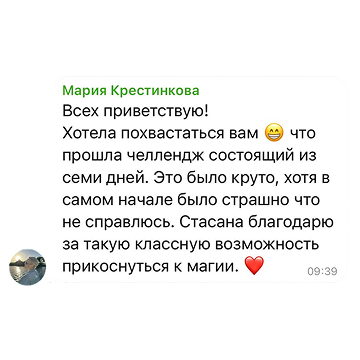 Мария Крестинкова
Всех приветствую!
Хотела похвастаться вам 😁 что
прошла челлендж состоящий из
семи дней. Это было круто, хотя в
самом начале было страшно что
не справлюсь. Стасана благодарю
за такую классную возможность
прикоснуться к магии. ❤️
09:39